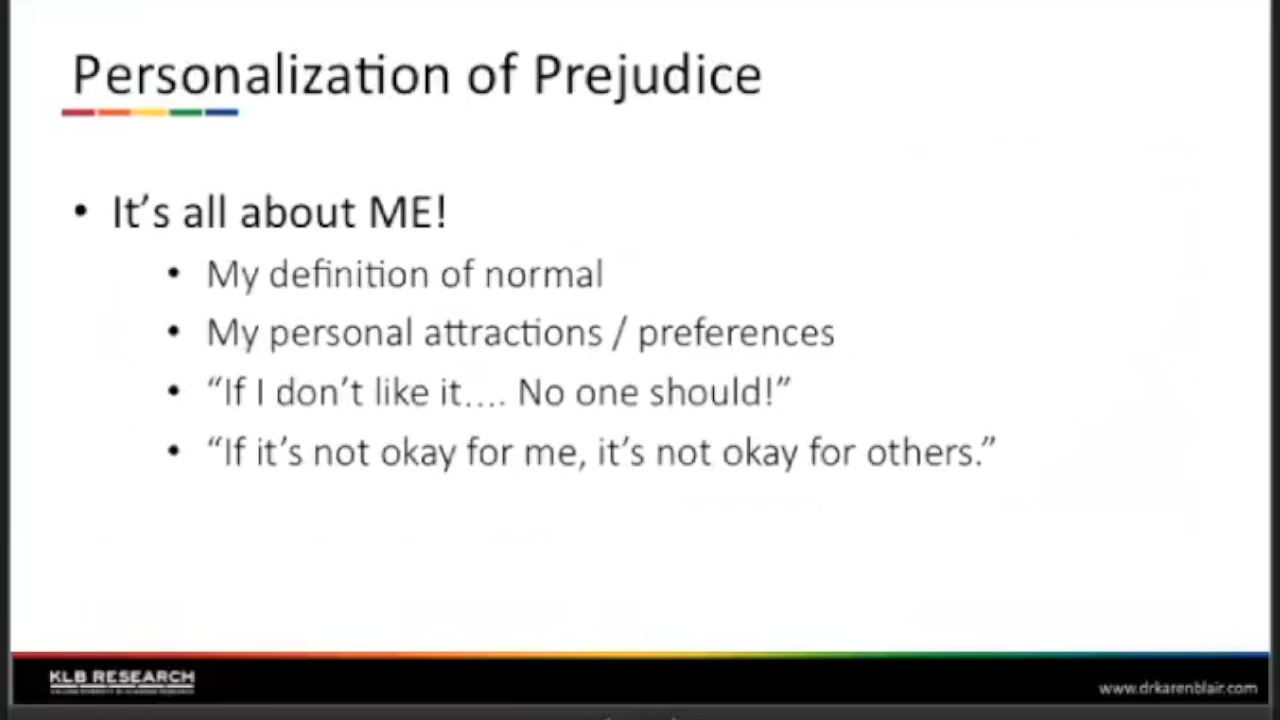 Personalization of Prejudice
• It’s all about ME!
• My definition of normal
• My personal attractions / preferences
• “If I don’t like it.... No one should!”
• “If it’s not okay for me, it’s not okay for others.”
KLB RESEARCH
www.drkarenblair.com